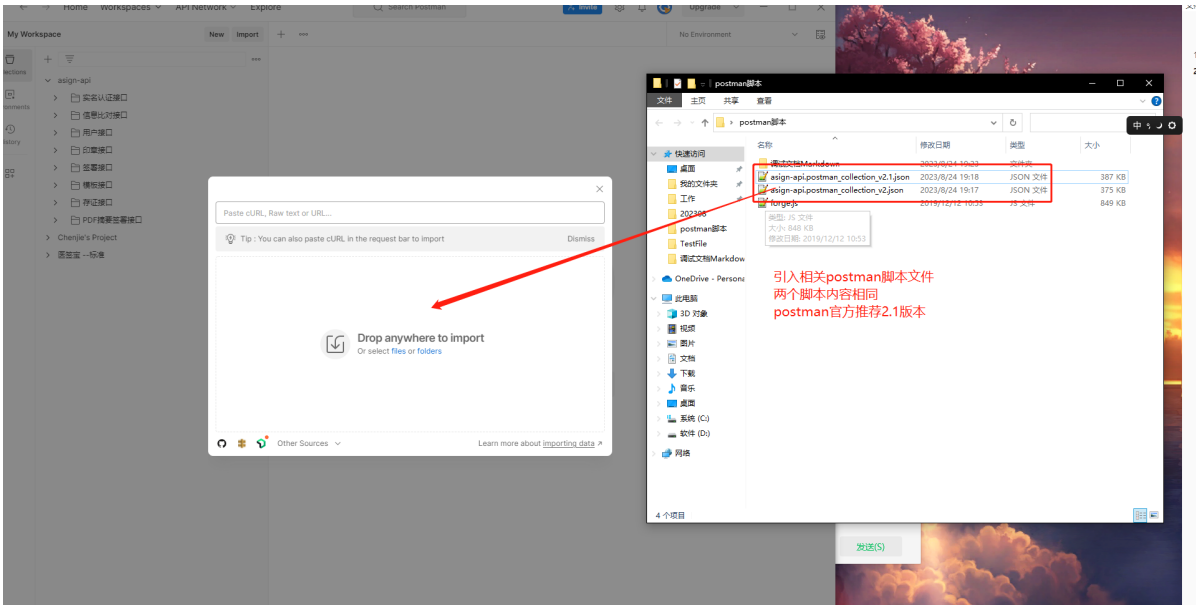 Home Workspaces API Network Explore
Search Postman
Invite
Upgrade
My Workspace
New Import
No Environment
asign-api
实名认证接口
信息比对接口
用户接口
印章接口
签署接口
模板接口
存证接口
PDF摘要签署接口
Chenjie's Project
医签宝 --标准
Paste cURL, Raw text or URL...
Tip : You can also paste cURL in the request bar to import
Dismiss
Drop anywhere to import
Or select files or folders
Other Sources
Learn more about importing data
postman脚本
文件 主页 共享 查看
postman脚本
中
名称 修改日期 类型 大小
快速访问
桌面
我的文件夹
工作
202308
postman脚本
TestFile
调试文档Markdow
OneDrive - Persona
此电脑
3D 对象
视频
图片
文档
下载
音乐
桌面
系统 (C:)
软件 (D:)
网络
调试文档Markdown 2023/8/24 19:23 文件夹
asign-api.postman_collection_v2.1.json 2023/8/24 19:18 JSON 文件 387 KB
asign-api.postman_collection_v2.json 2023/8/24 19:17 JSON 文件 375 KB
forge.js 2019/12/12 10:53 JS 文件 849 KB
类型: JS 文件
大小: 848 KB
修改日期: 2019/12/12 10:53
引入相关postman脚本文件
两个脚本内容相同
postman官方推荐2.1版本
4 个项目
发送(S)